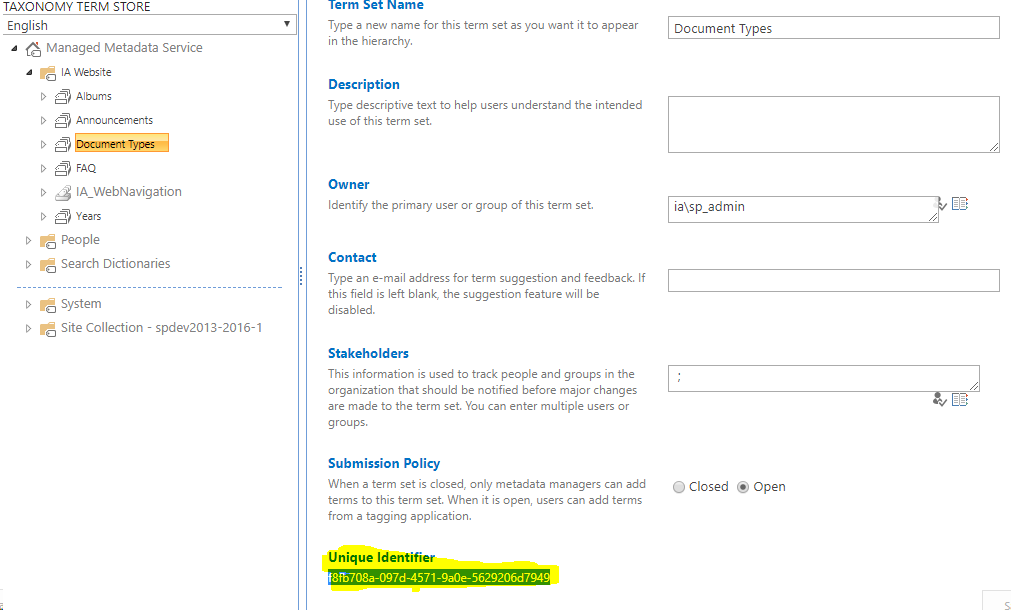 TAXONOMY TERM STORE
English
Managed Metadata Service
IA Website
Albums
Announcements
Document Types
FAQ
IA_WebNavigation
Years
People
Search Dictionaries
System
Site Collection - spdev2013-2016-1
Term Set Name
Type a new name for this term set as you want it to appear
in the hierarchy.
Document Types
Description
Type descriptive text to help users understand the intended
use of this term set.
Owner
Identify the primary user or group of this term set.
ia\sp_admin
Contact
Type an e-mail address for term suggestion and feedback. If
this field is left blank, the suggestion feature will be
disabled.
Stakeholders
This information is used to track people and groups in the
organization that should be notified before major changes
are made to the term set. You can enter multiple users or
groups.
;
Submission Policy
When a term set is closed, only metadata managers can add
terms to this term set. When it is open, users can add terms
from a tagging application.
Closed Open
Unique Identifier
f8fb708a-097d-4571-9a0e-5629206d7949